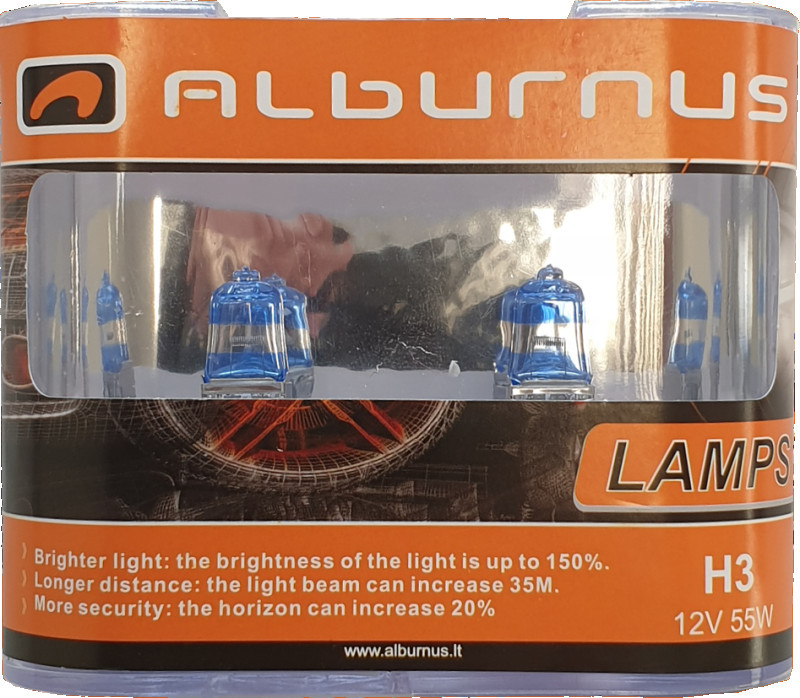 ALBURNUS
LAMPS
Brighter light: the brightness of the light is up to 150%.
Longer distance: the light beam can increase 35M.
More security: the horizon can increase 20%
H3
12V 55W
www.alburnus.lt